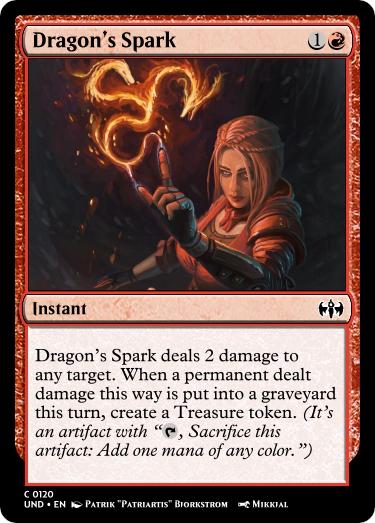 Dragon's Spark 1
Instant
Dragon's Spark deals 2 damage to
any target. When a permanent dealt
damage this way is put into a graveyard
this turn, create a Treasure token. (It's
an artifact with “, Sacrifice this
artifact: Add one mana of any color.”)
C 0120
UND • EN Patrik "Patriartis" Bjorkstrom Mikkial